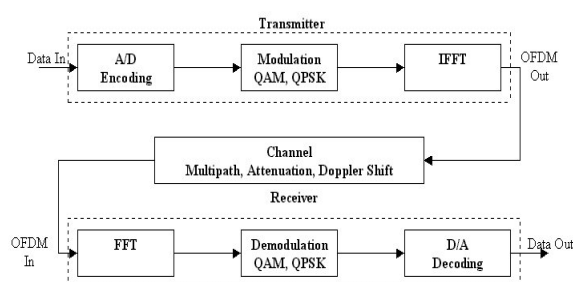 Transmitter
Data In
A/D
Encoding
Modulation
QAM, QPSK
IFFT
OFDM
Out
Channel
Multipath, Attenuation, Doppler Shift
Receiver
OFDM
In
FFT
Demodulation
QAM, QPSK
D/A
Decoding
Data Out